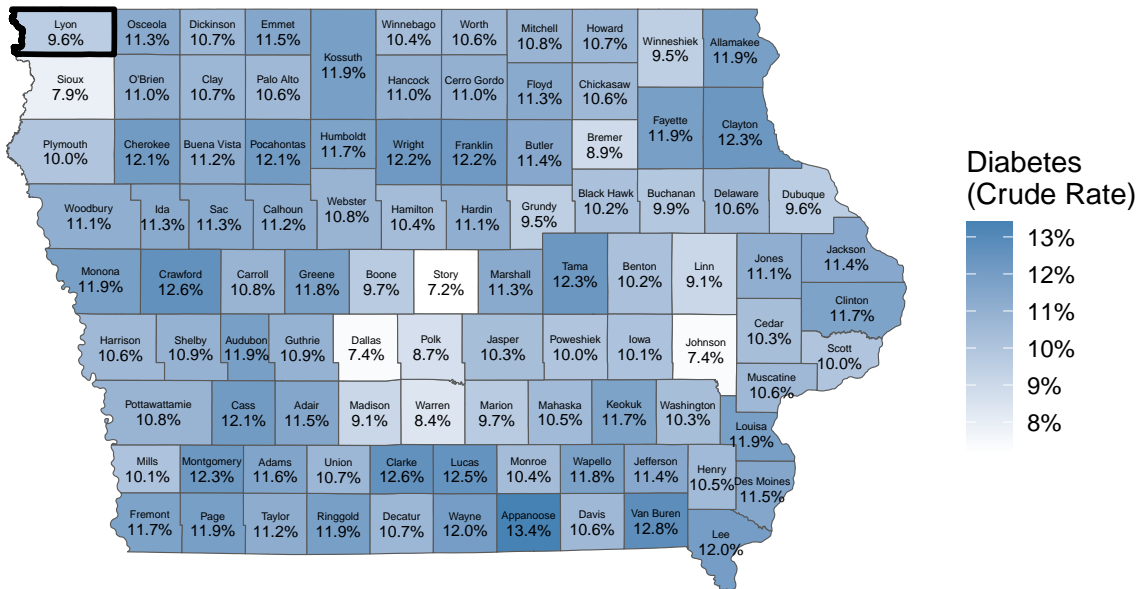 Lyon
9.6%
Osceola
11.3%
Dickinson
10.7%
Emmet
11.5%
Kossuth
11.9%
Winnebago
10.4%
Worth
10.6%
Mitchell
10.8%
Howard
10.7%
Winneshiek
9.5%
Allamakee
11.9%
Sioux
7.9%
O'Brien
11.0%
Clay
10.7%
Palo Alto
10.6%
Hancock
11.0%
Cerro Gordo
11.0%
Floyd
11.3%
Chickasaw
10.6%
Fayette
11.9%
Clayton
12.3%
Plymouth
10.0%
Cherokee
12.1%
Buena Vista
11.2%
Pocahontas
12.1%
Humboldt
11.7%
Wright
12.2%
Franklin
12.2%
Butler
11.4%
Bremer
8.9%
Woodbury
11.1%
Ida
11.3%
Sac
11.3%
Calhoun
11.2%
Webster
10.8%
Hamilton
10.4%
Hardin
11.1%
Grundy
9.5%
Black Hawk
10.2%
Buchanan
9.9%
Delaware
10.6%
Dubuque
9.6%
Monona
11.9%
Crawford
12.6%
Carroll
10.8%
Greene
11.8%
Boone
9.7%
Story
7.2%
Marshall
11.3%
Tama
12.3%
Benton
10.2%
Linn
9.1%
Jones
11.1%
Jackson
11.4%
Clinton
11.7%
Harrison
10.6%
Shelby
10.9%
Audubon
11.9%
Guthrie
10.9%
Dallas
7.4%
Polk
8.7%
Jasper
10.3%
Poweshiek
10.0%
Iowa
10.1%
Johnson
7.4%
Cedar
10.3%
Scott
10.0%
Muscatine
10.6%
Pottawattamie
10.8%
Cass
12.1%
Adair
11.5%
Madison
9.1%
Warren
8.4%
Marion
9.7%
Mahaska
10.5%
Keokuk
11.7%
Washington
10.3%
Louisa
11.9%
Mills
10.1%
Montgomery
12.3%
Adams
11.6%
Union
10.7%
Clarke
12.6%
Lucas
12.5%
Monroe
10.4%
Wapello
11.8%
Jefferson
11.4%
Henry
10.5%
Des Moines
11.5%
Fremont
11.7%
Page
11.9%
Taylor
11.2%
Ringgold
11.9%
Decatur
10.7%
Wayne
12.0%
Appanoose
13.4%
Davis
10.6%
Van Buren
12.8%
Lee
12.0%
Diabetes
(Crude Rate)
13%
12%
11%
10%
9%
8%